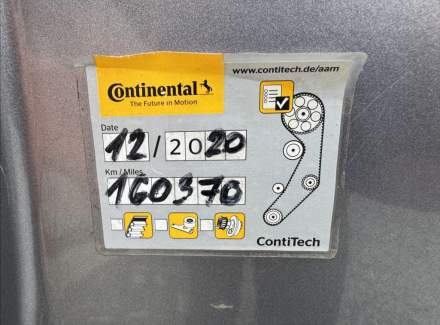 Continental
The Future in Motion
www.contitech.de/aam
Date
12/2020
Km / Miles
160370
ContiTech